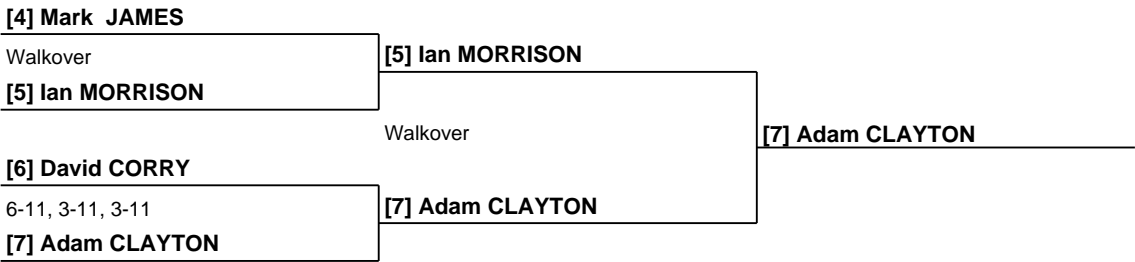 [4] Mark  JAMES
Walkover
[5] Ian MORRISON
[5] Ian MORRISON
Walkover
[7] Adam CLAYTON
[6] David CORRY
6-11, 3-11, 3-11
[7] Adam CLAYTON
[7] Adam CLAYTON